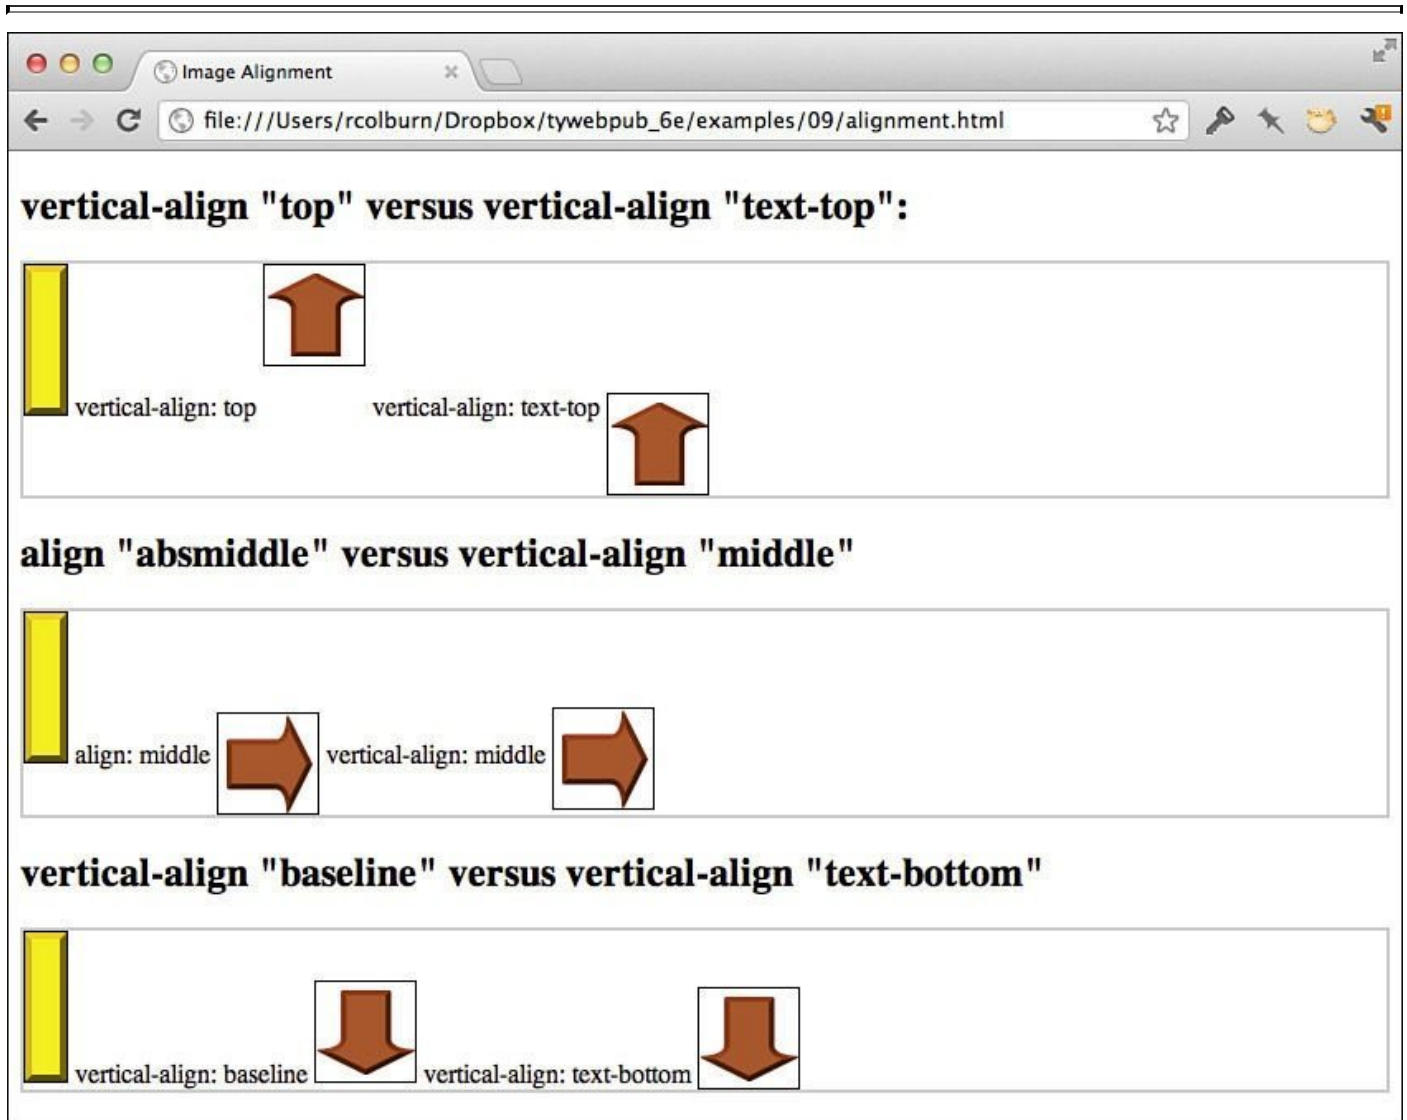 Image Alignment
file:///Users/rcolburn/Dropbox/tywebpub_6e/examples/09/alignment.html
vertical-align "top" versus vertical-align "text-top":
vertical-align: top vertical-align: text-top
align "absmiddle" versus vertical-align "middle"
align: middle vertical-align: middle
vertical-align "baseline" versus vertical-align "text-bottom"
vertical-align: baseline vertical-align: text-bottom